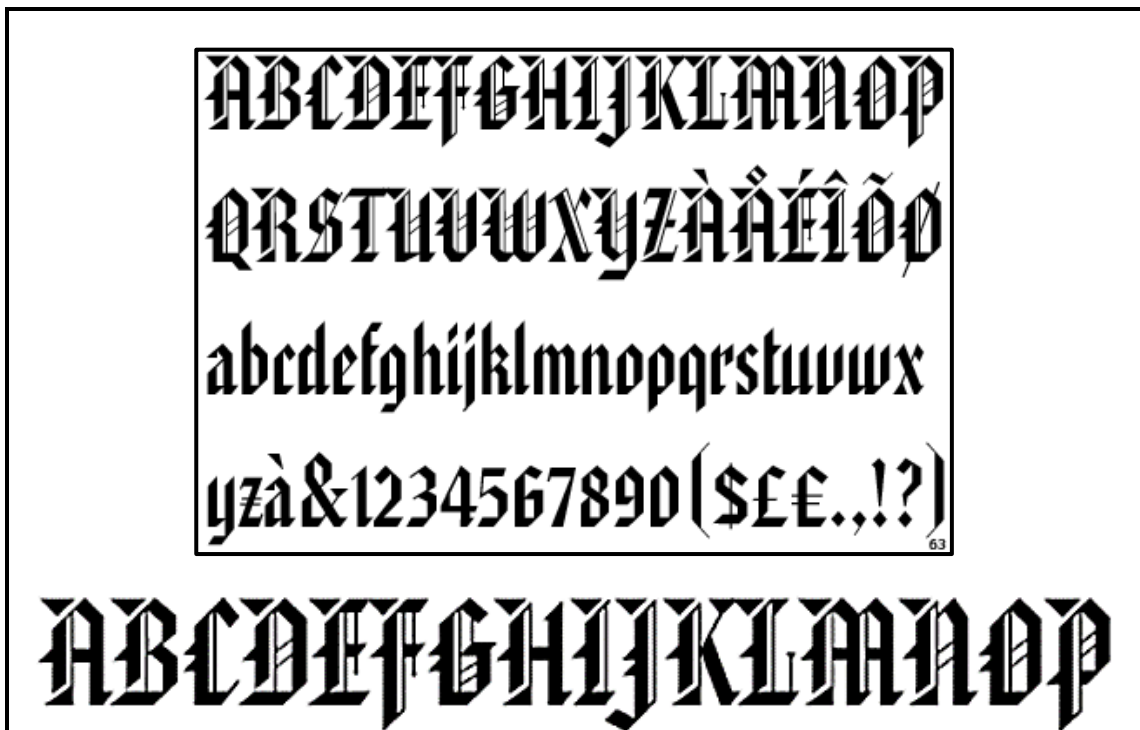 ABCDEFGHIJKLMNOP
QRSTUVWXYZÀÅÉÎÕØ
abcdefghijklmnopqrstuvwx
yzà&1234567890($£€.,!?)
63
ABCDEFGHIJKLMNOP